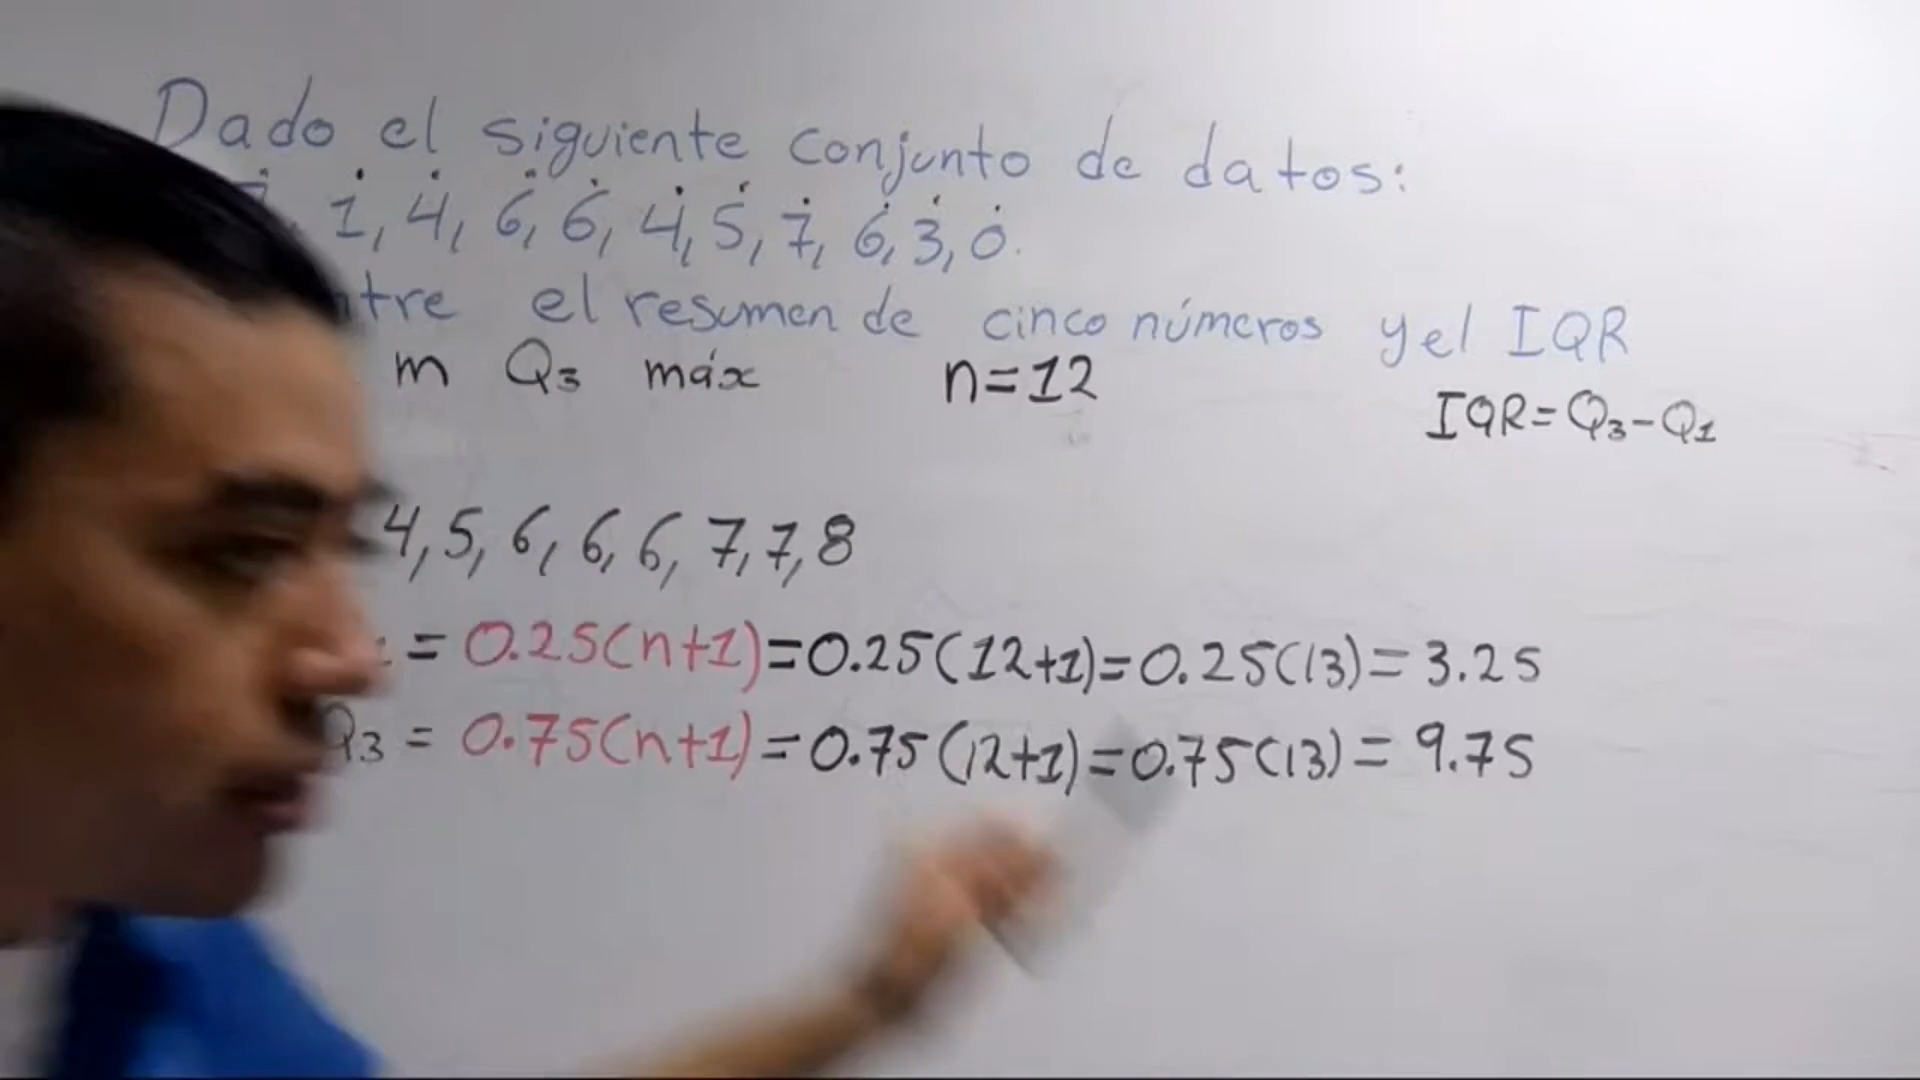 Dado el siguiente conjunto de datos:
1, 4, 6, 6, 4, 5, 7, 6, 3, 0.
el resumen de cinco números y el IQR
m Q3 máx n=12
IQR=Q3-Q1
4, 5, 6, 6, 6, 7, 7, 8
= 0.25(n+1)=0.25(12+1)=0.25(13)= 3.25
Q3 = 0.75(n+1)=0.75(12+1)=0.75(13)= 9.75